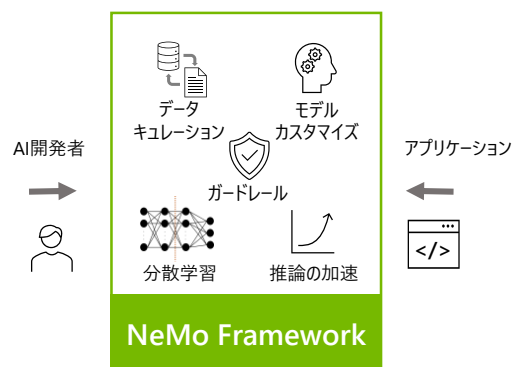 データ
キュレーション
モデル
カスタマイズ
AI開発者
アプリケーション
ガードレール
</>
分散学習
推論の加速
NeMo Framework